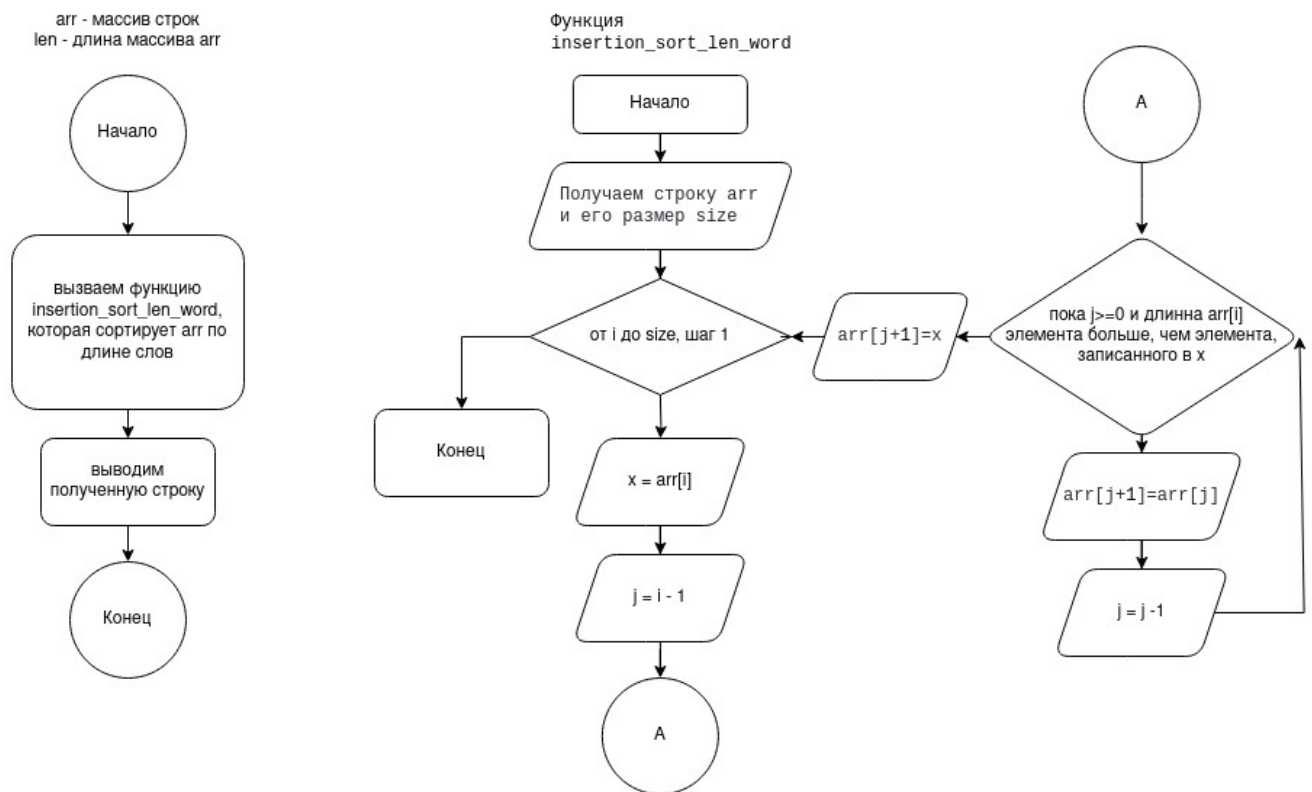 arr - массив строк
len - длина массива arr
Начало
вызваем функцию
insertion_sort_len_word,
которая сортирует arr по
длине слов
выводим
полученную строку
Конец
Функция
insertion_sort_len_word
Начало
Получаем строку arr
и его размер size
от i до size, шаг 1
Конец
x = arr[i]
j = i - 1
A
A
пока j>=0 и длинна arr[i]
элемента больше, чем элемента,
записанного в x
arr[j+1]=x
arr[j+1]=arr[j]
j = j -1